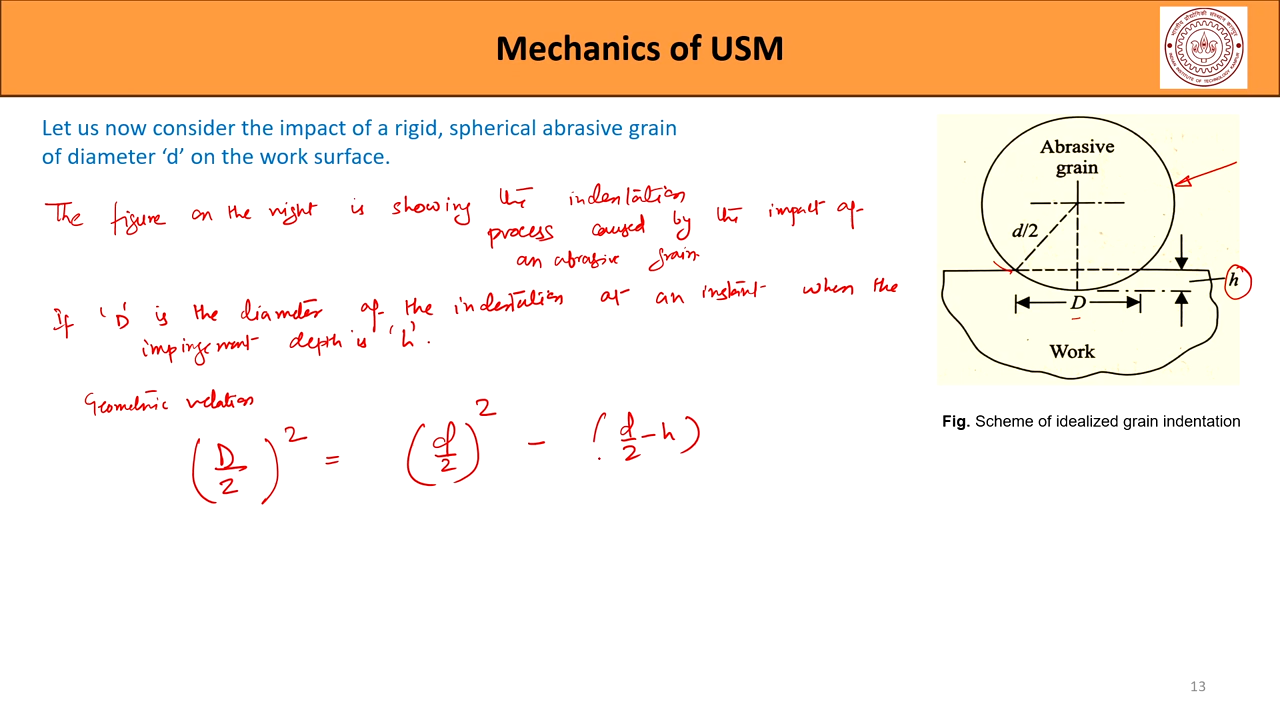 Mechanics of USM
Let us now consider the impact of a rigid, spherical abrasive grain
of diameter ‘d’ on the work surface.
The figure on the right is showing the indentation
process caused by the impact of
an abrasive grain
If ‘D’ is the diameter of the indentation at an instant when the
impingement depth is ‘h’.
Geometric relation
(D/2)² = (d/2)² - (d/2 - h)
Abrasive
grain
d/2
h
D
Work
Fig. Scheme of idealized grain indentation
13